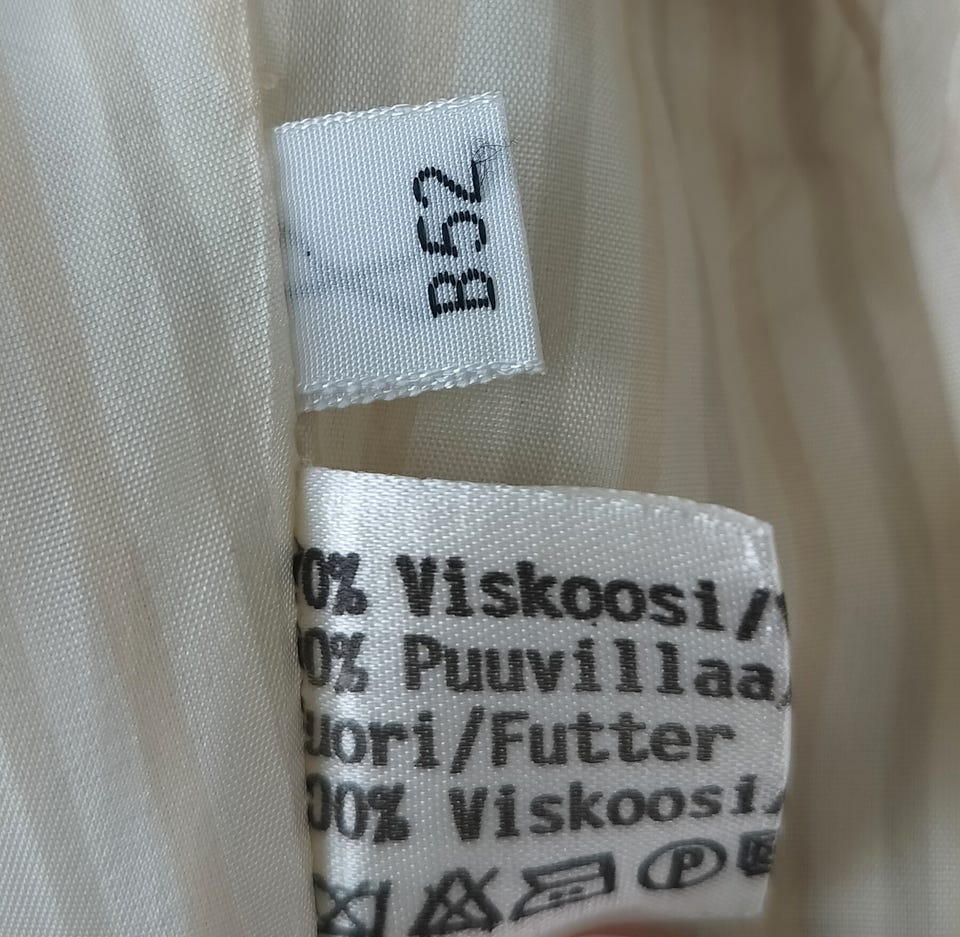 B52
0% Viskoosi/
0% Puuvillaa/
uori/Futter
00% Viskoosi/
P